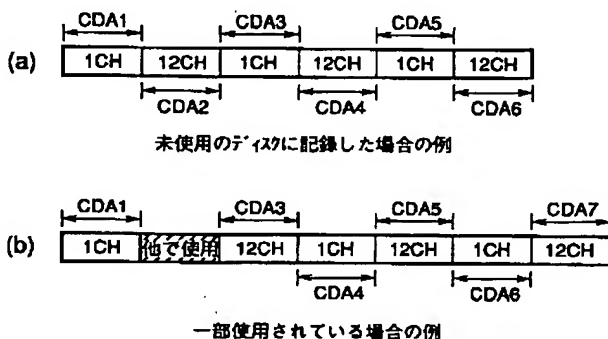 CDA1 CDA3 CDA5
(a) 1CH 12CH 1CH 12CH 1CH 12CH
CDA2 CDA4 CDA6
未使用のディスクに記録した場合の例
CDA1 CDA3 CDA5 CDA7
(b) 1CH 他で使用 12CH 1CH 12CH 1CH 12CH
CDA4 CDA6
一部使用されている場合の例